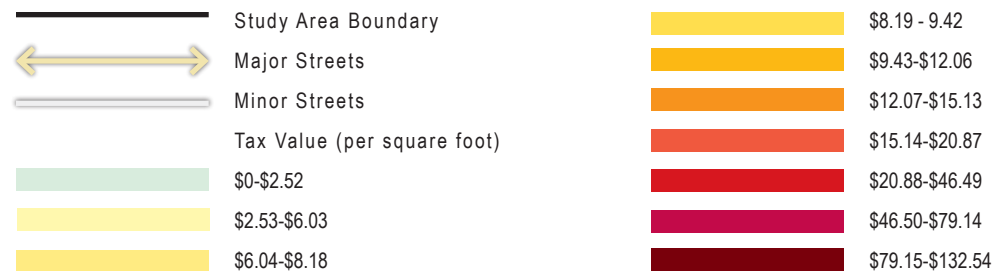 Study Area Boundary
Major Streets
Minor Streets
Tax Value (per square foot)
$0-$2.52
$2.53-$6.03
$6.04-$8.18
$8.19 - 9.42
$9.43-$12.06
$12.07-$15.13
$15.14-$20.87
$20.88-$46.49
$46.50-$79.14
$79.15-$132.54